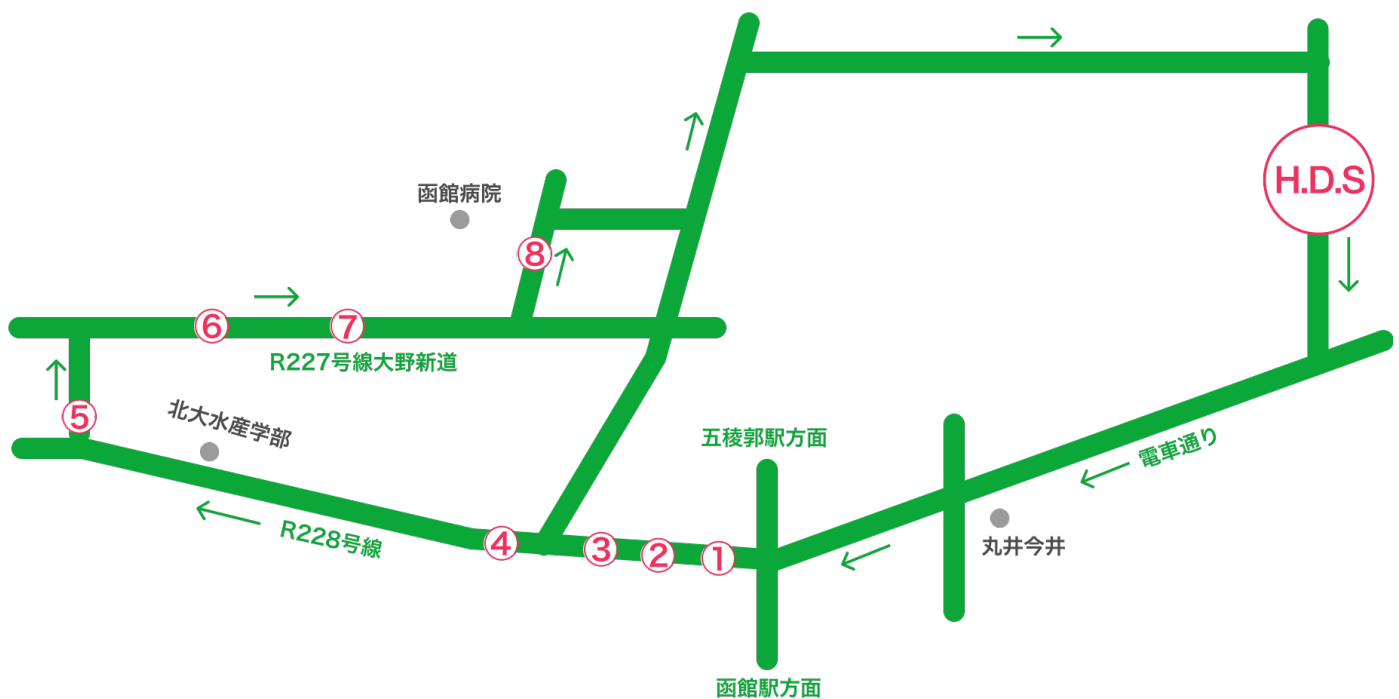 函館病院
H.D.S
⑧
⑥
⑦
R227号線大野新道
⑤
北大水産学部
五稜郭駅方面
電車通り
R228号線
④
③
②
①
丸井今井
函館駅方面